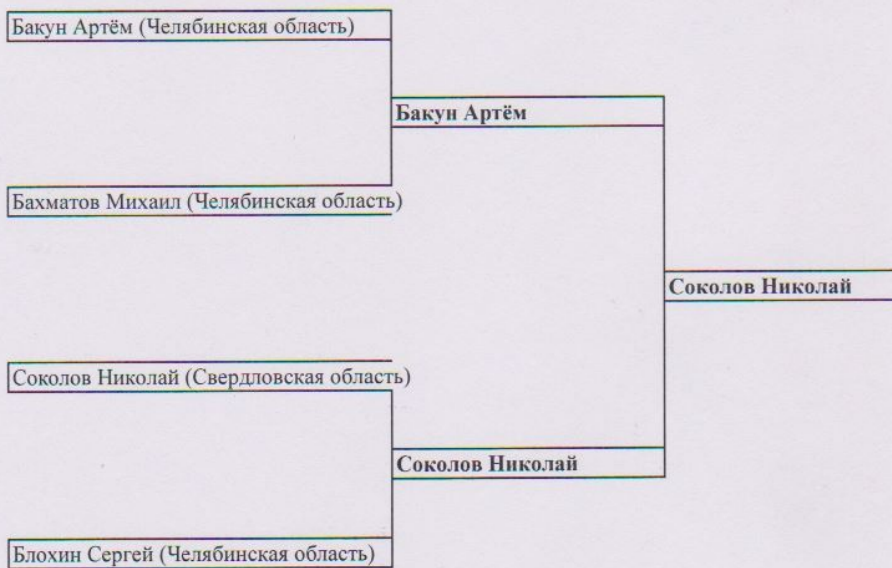 Бакун Артём (Челябинская область)
Бакун Артём
Бахматов Михаил (Челябинская область)
Соколов Николай
Соколов Николай (Свердловская область)
Соколов Николай
Блохин Сергей (Челябинская область)